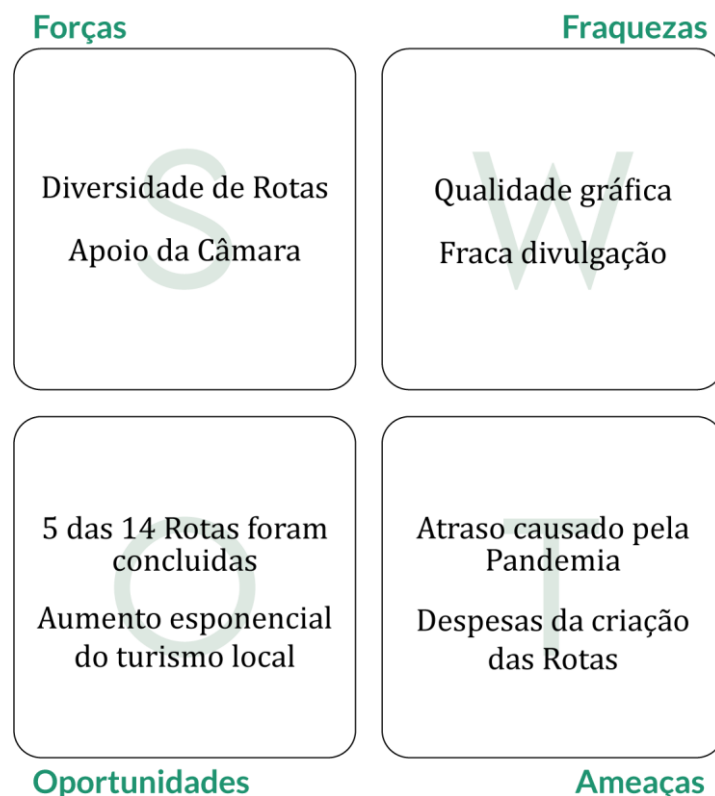 Forças
Fraquezas
S
Diversidade de Rotas
Apoio da Câmara
W
Qualidade gráfica
Fraca divulgação
O
5 das 14 Rotas foram
concluidas
Aumento esponencial
do turismo local
T
Atraso causado pela
Pandemia
Despesas da criação
das Rotas
Oportunidades
Ameaças